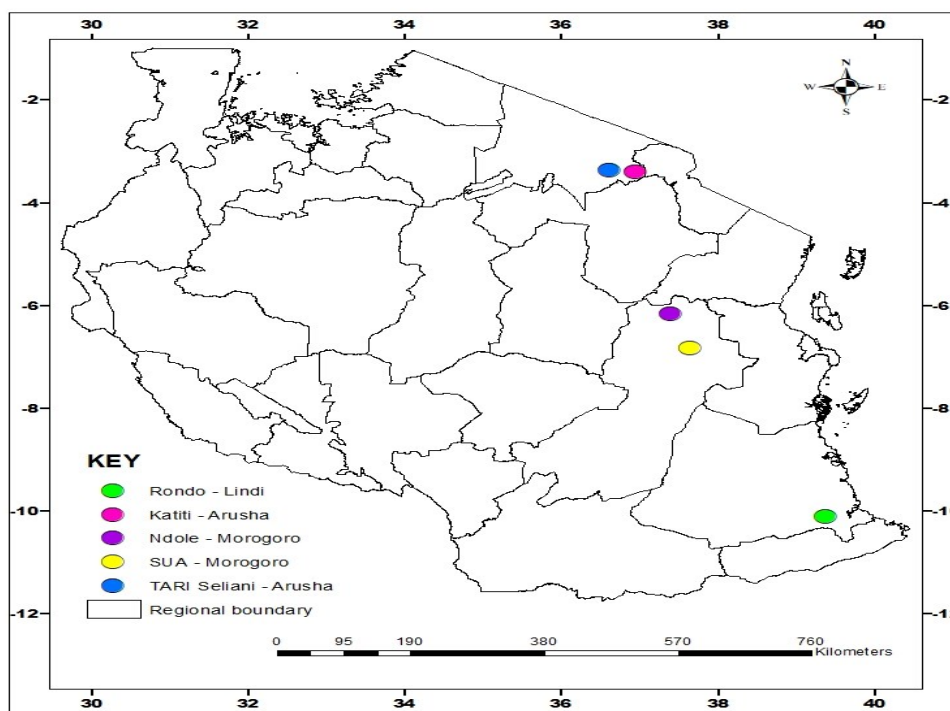 30 32 34 36 38 40
N
W E
S
-2 -2
-4 -4
-6 -6
-8 -8
-10 -1
-12 -1
KEY
Rondo - Lindi
Katiti - Arusha
Ndole - Morogoro
SUA - Morogoro
TARI Seliani - Arusha
Regional boundary
0 95 190 380 570 760
Kilometers
30 32 34 36 38 40